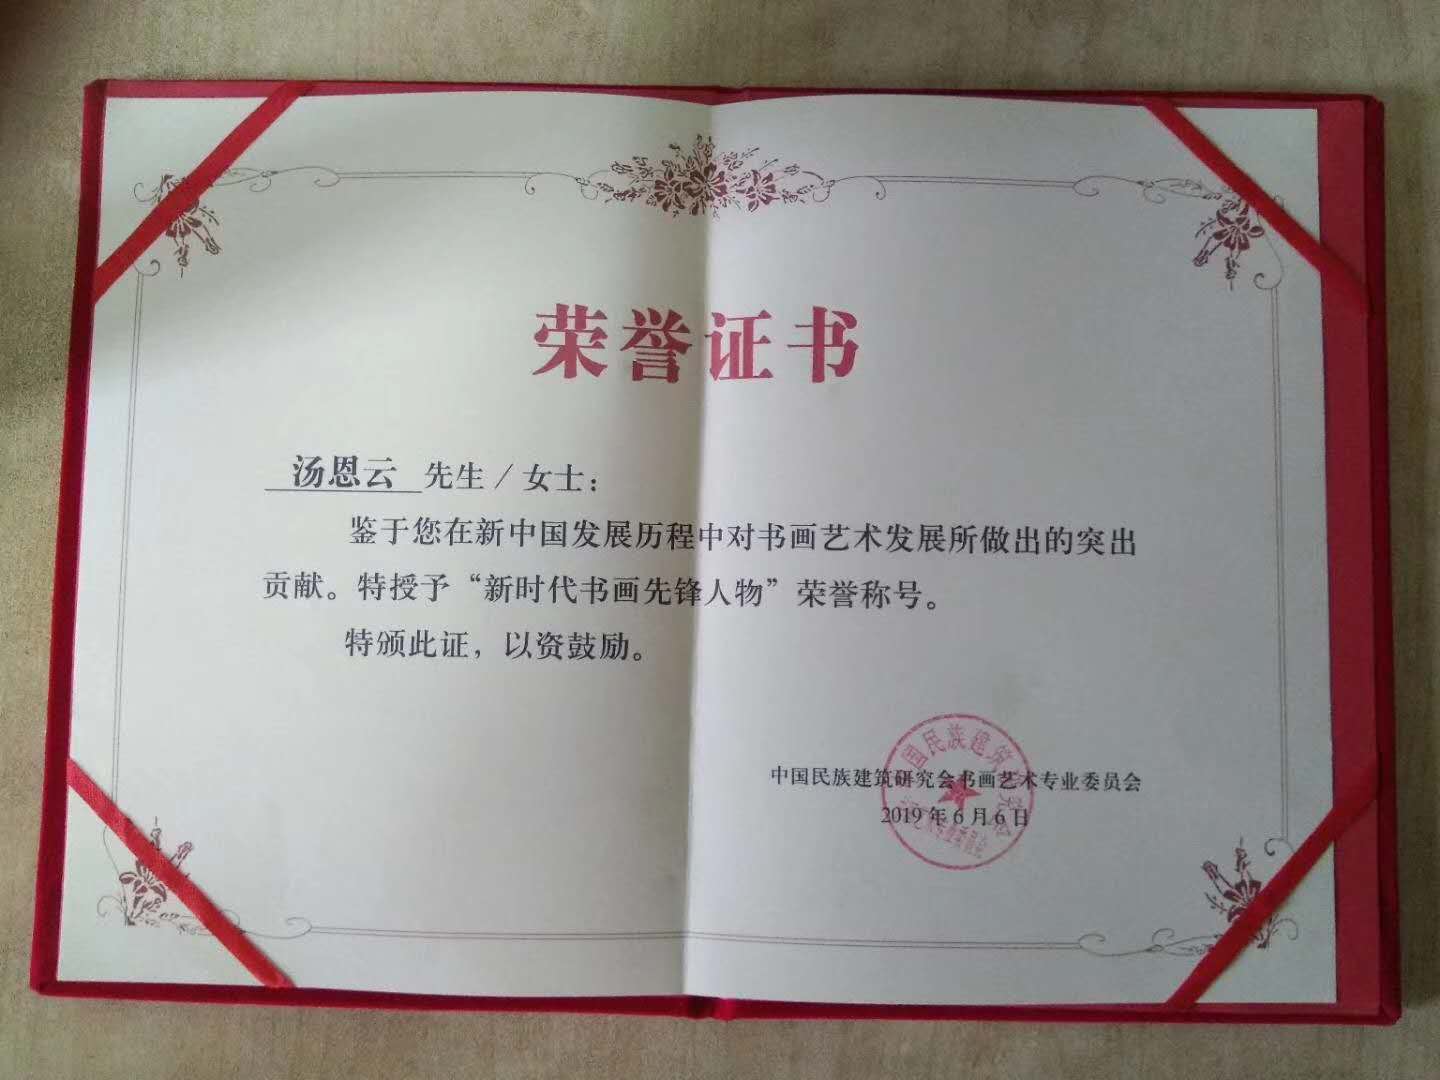 荣誉证书
汤恩云 先生/女士：
鉴于您在新中国发展历程中对书画艺术发展所做出的突出
贡献。特授予“新时代书画先锋人物”荣誉称号。
特颁此证，以资鼓励。
中国民族建筑研究会书画艺术专业委员会
2019年6月6日